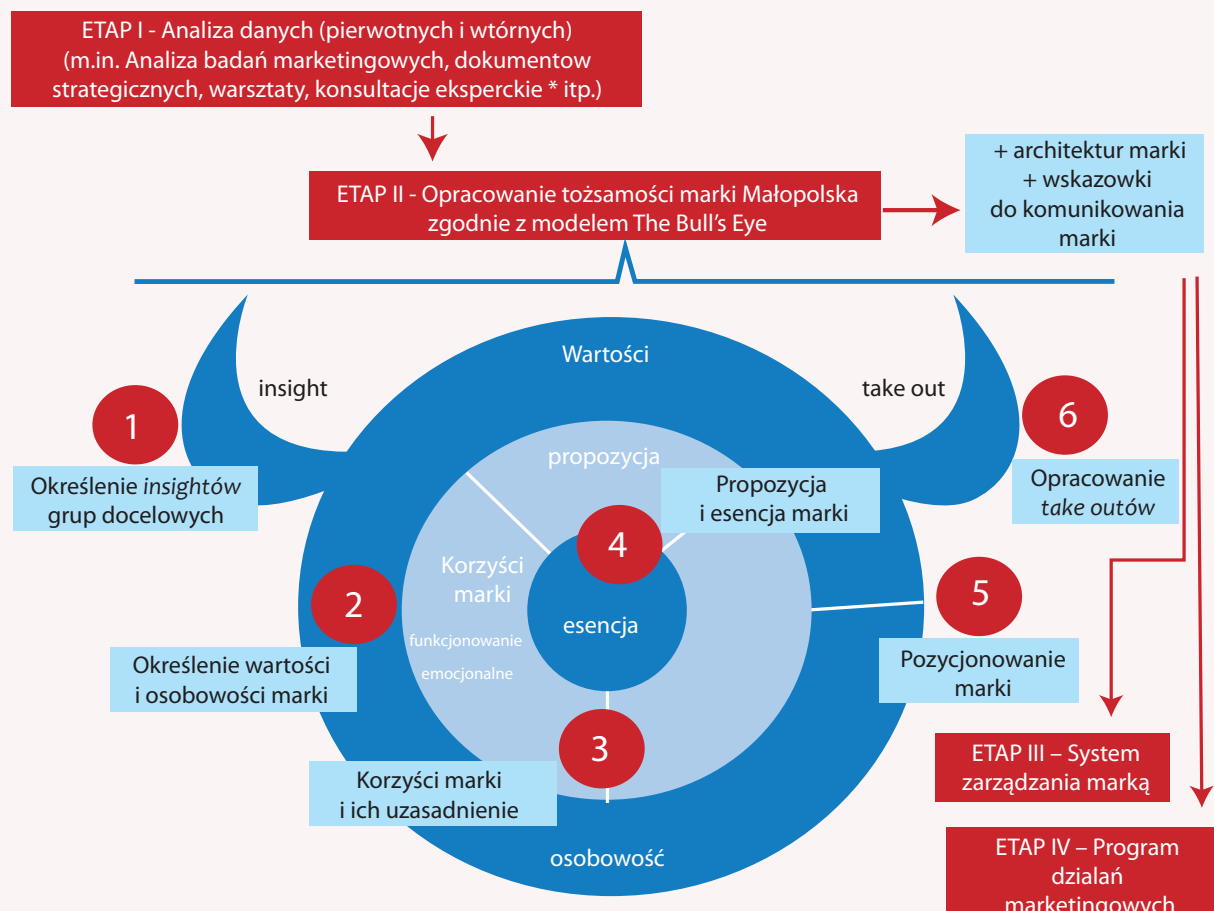 ETAP I - Analiza danych (pierwotnych i wtórnych)
(m.in. Analiza badań marketingowych, dokumentow
strategicznych, warsztaty, konsultacje eksperckie * itp.)
ETAP II - Opracowanie tożsamości marki Małopolska
zgodnie z modelem The Bull's Eye
+ architektur marki
+ wskazowki
do komunikowania
marki
Wartości
insight
take out
1
Określenie insightów
grup docelowych
6
Opracowanie
take outów
propozycja
Propozycja
i esencja marki
4
esencja
Korzyści
marki
funkcjonowanie
emocjonalne
2
Określenie wartości
i osobowości marki
5
Pozycjonowanie
marki
3
Korzyści marki
i ich uzasadnienie
osobowość
ETAP III – System
zarządzania marką
ETAP IV – Program
dzialań
marketingowych